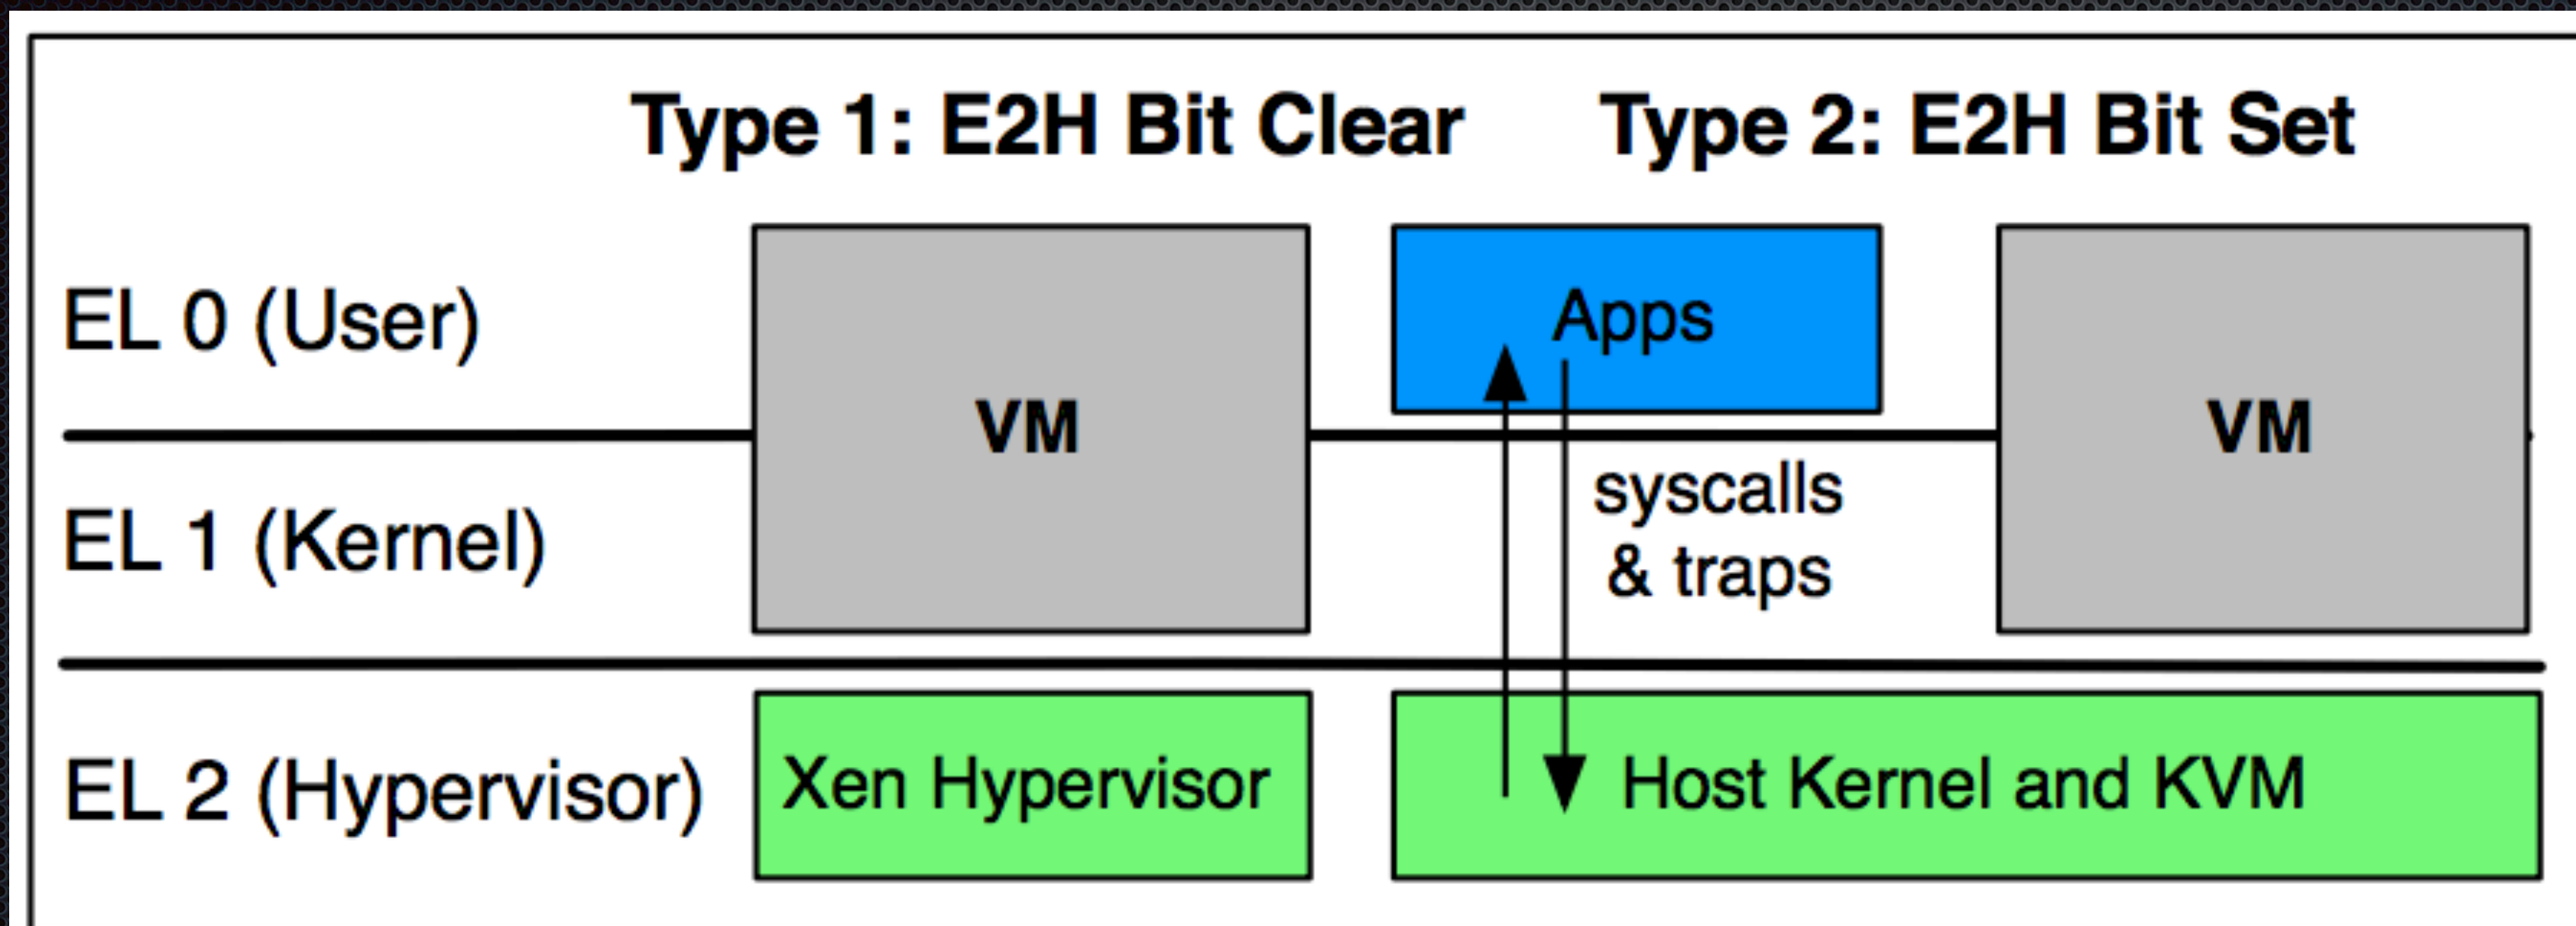 Type 1: E2H Bit Clear
Type 2: E2H Bit Set
EL 0 (User)
VM
Apps
VM
EL 1 (Kernel)
syscalls
& traps
EL 2 (Hypervisor)
Xen Hypervisor
Host Kernel and KVM